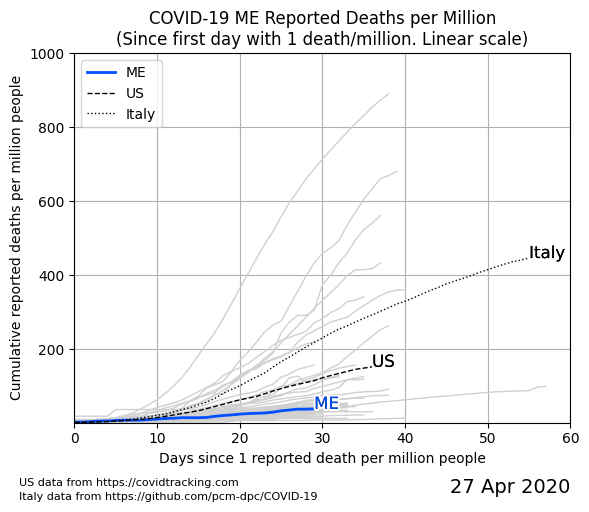 COVID-19 ME Reported Deaths per Million
(Since first day with 1 death/million. Linear scale)
Cumulative reported deaths per million people
1000
800
600
400
200
ME
US
Italy
Italy
US
ME
0
10
20
30
40
50
60
Days since 1 reported death per million people
US data from https://covidtracking.com
Italy data from https://github.com/pcm-dpc/COVID-19
27 Apr 2020